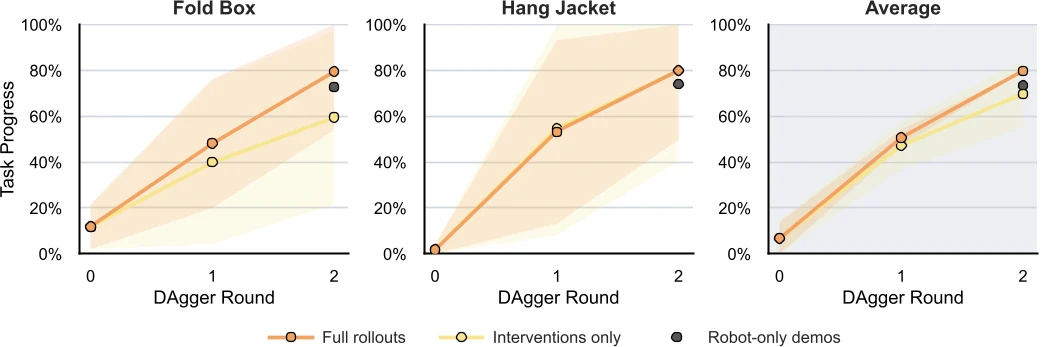 Fold Box
Hang Jacket
Average
Task Progress
100%
80%
60%
40%
20%
0%
0
1
2
DAgger Round
100%
80%
60%
40%
20%
0%
0
1
2
DAgger Round
100%
80%
60%
40%
20%
0%
0
1
2
DAgger Round
Full rollouts
Interventions only
Robot-only demos